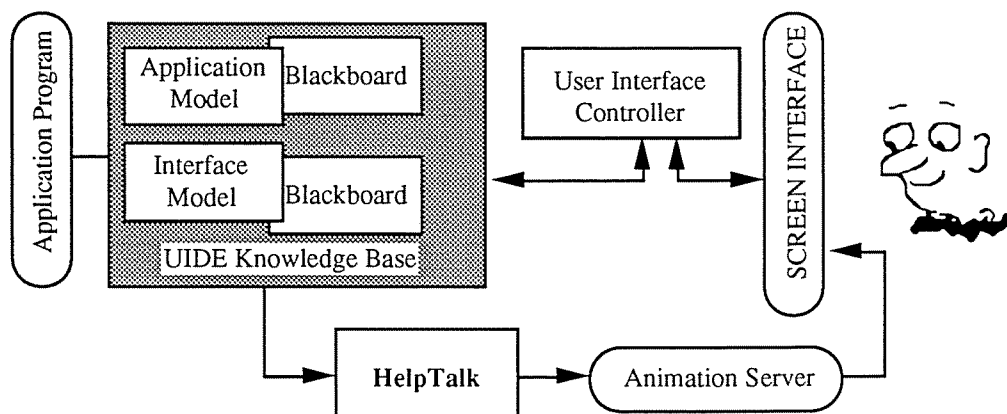 Application Program
Application
Model
Blackboard
Interface
Model
Blackboard
UIDE Knowledge Base
User Interface
Controller
SCREEN INTERFACE
HelpTalk
Animation Server